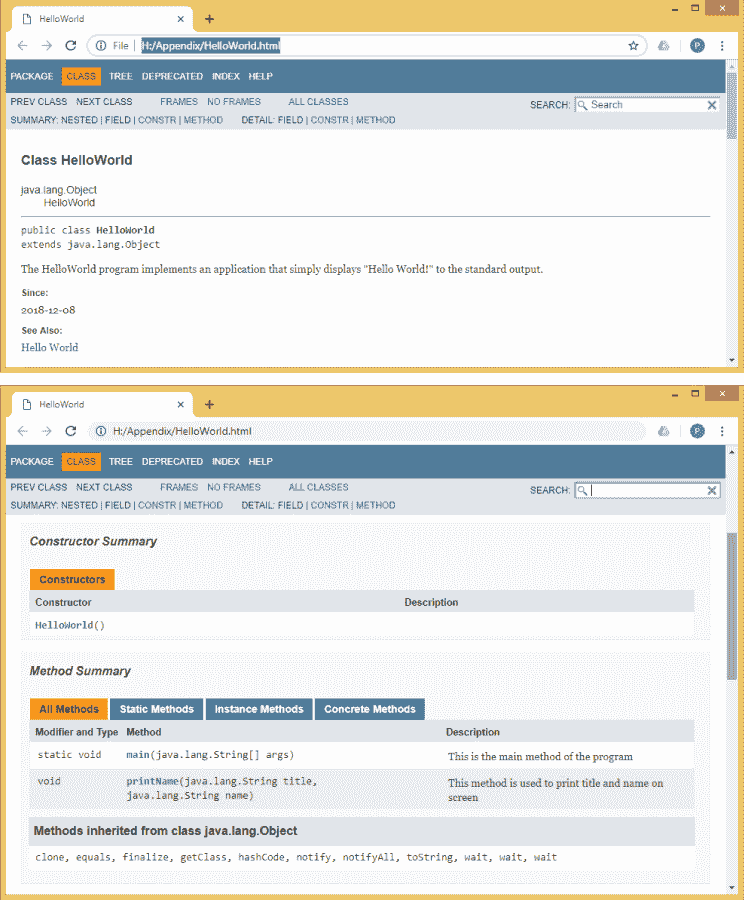 HelloWorld
File | H:/Appendix/HelloWorld.html
P
PACKAGE CLASS TREE DEPRECATED INDEX HELP
PREV CLASS NEXT CLASS FRAMES NO FRAMES ALL CLASSES
SEARCH: Search
SUMMARY: NESTED | FIELD | CONSTR | METHOD DETAIL: FIELD | CONSTR | METHOD
Class HelloWorld
java.lang.Object
HelloWorld
public class HelloWorld
extends java.lang.Object
The HelloWorld program implements an application that simply displays "Hello World!" to the standard output.
Since:
2018-12-08
See Also:
Hello World
HelloWorld
H:/Appendix/HelloWorld.html
P
PACKAGE CLASS TREE DEPRECATED INDEX HELP
PREV CLASS NEXT CLASS FRAMES NO FRAMES ALL CLASSES
SEARCH:
SUMMARY: NESTED | FIELD | CONSTR | METHOD DETAIL: FIELD | CONSTR | METHOD
Constructor Summary
Constructors
Constructor Description
HelloWorld()
Method Summary
All Methods Static Methods Instance Methods Concrete Methods
Modifier and Type Method Description
static void main(java.lang.String[] args) This is the main method of the program
void printName(java.lang.String title, This method is used to print title and name on
java.lang.String name) screen
Methods inherited from class java.lang.Object
clone, equals, finalize, getClass, hashCode, notify, notifyAll, toString, wait, wait, wait